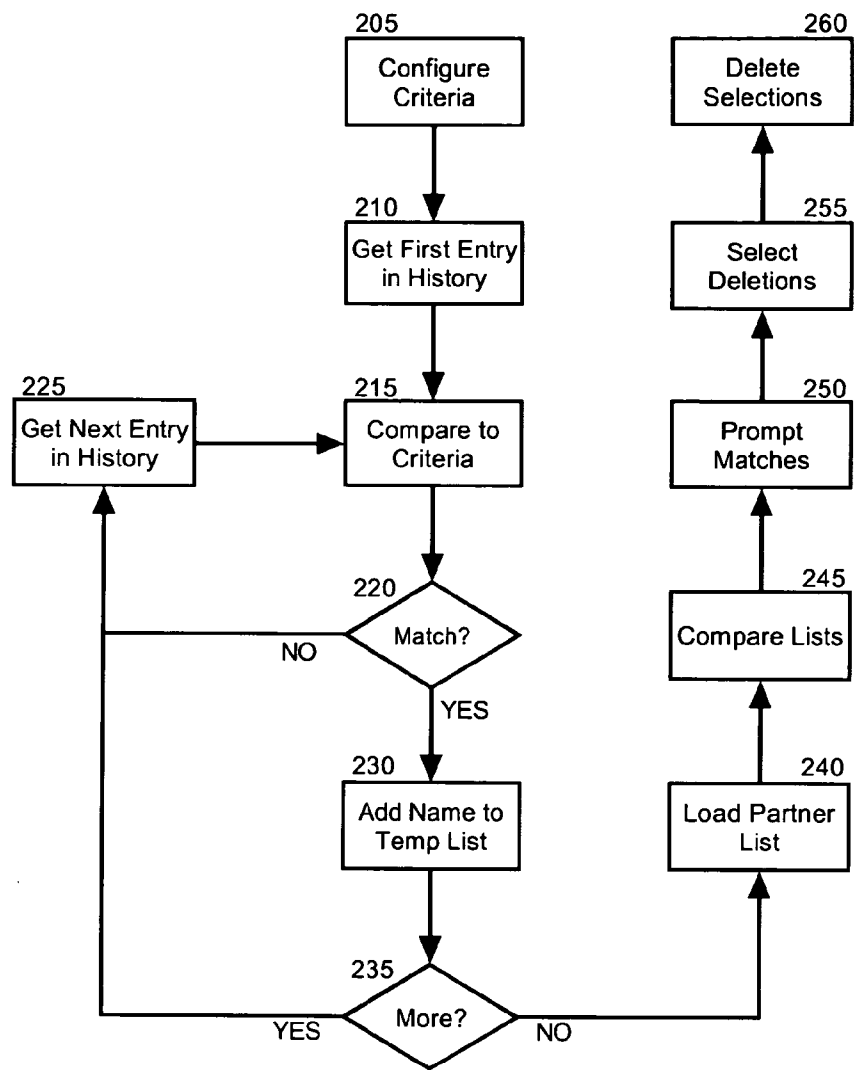 205
Configure
Criteria
210
Get First Entry
in History
215
Compare to
Criteria
225
Get Next Entry
in History
220
Match?
NO
YES
230
Add Name to
Temp List
235
More?
YES
NO
240
Load Partner
List
245
Compare Lists
250
Prompt
Matches
255
Select
Deletions
260
Delete
Selections